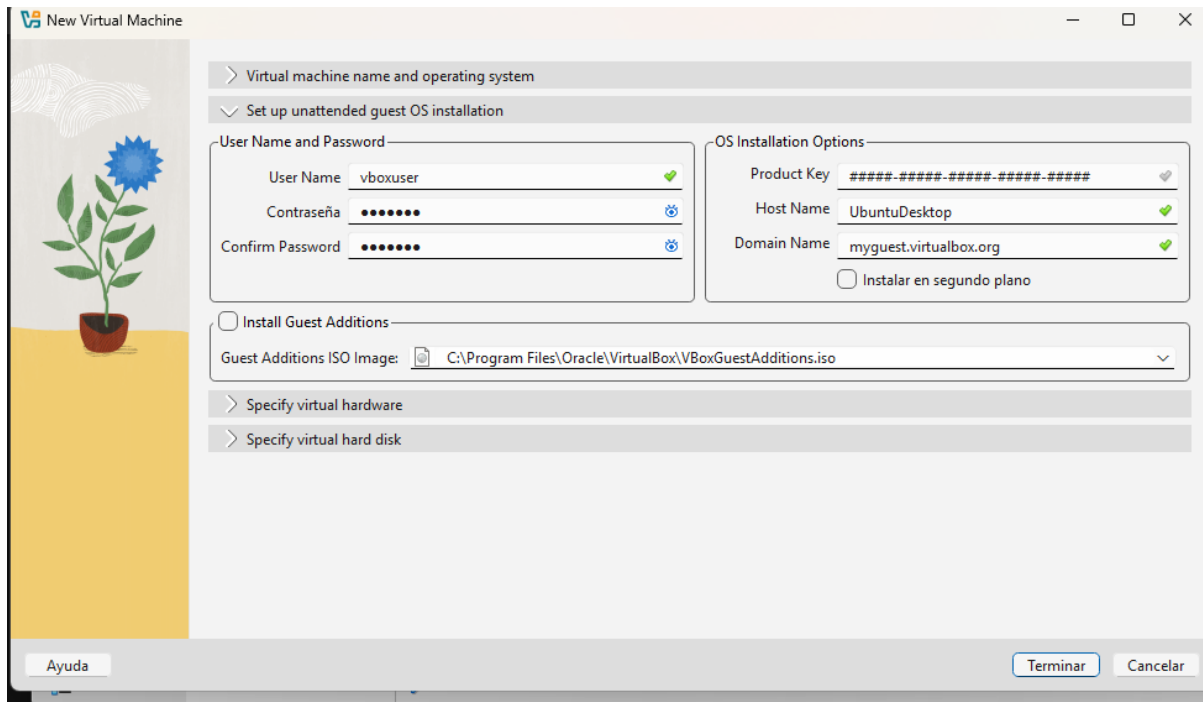 New Virtual Machine
Virtual machine name and operating system
Set up unattended guest OS installation
User Name and Password
User Name vboxuser
Contraseña •••••••
Confirm Password •••••••
OS Installation Options
Product Key #####-#####-#####-#####-#####
Host Name UbuntuDesktop
Domain Name myguest.virtualbox.org
Instalar en segundo plano
Install Guest Additions
Guest Additions ISO Image: C:\Program Files\Oracle\VirtualBox\VBoxGuestAdditions.iso
Specify virtual hardware
Specify virtual hard disk
Ayuda Terminar Cancelar